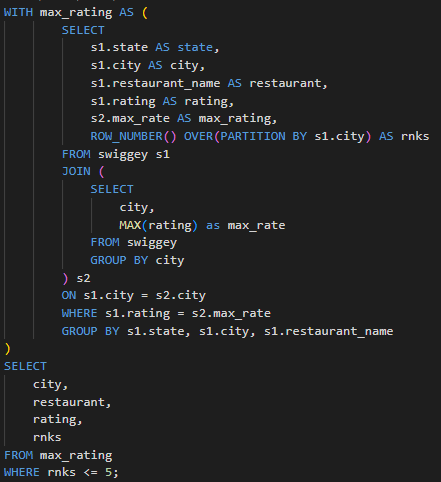 WITH max_rating AS (
SELECT
s1.state AS state,
s1.city AS city,
s1.restaurant_name AS restaurant,
s1.rating AS rating,
s2.max_rate AS max_rating,
ROW_NUMBER() OVER(PARTITION BY s1.city) AS rnks
FROM swiggey s1
JOIN (
SELECT
city,
MAX(rating) as max_rate
FROM swiggey
GROUP BY city
) s2
ON s1.city = s2.city
WHERE s1.rating = s2.max_rate
GROUP BY s1.state, s1.city, s1.restaurant_name
)
SELECT
city,
restaurant,
rating,
rnks
FROM max_rating
WHERE rnks <= 5;